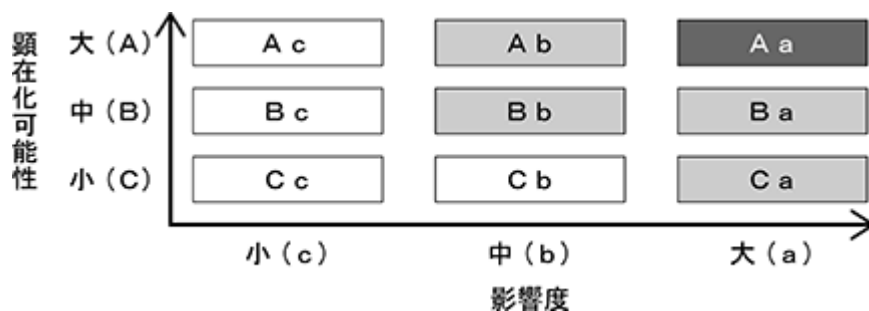 顕在化可能性
大（A） Ac Ab Aa
中（B） Bc Bb Ba
小（C） Cc Cb Ca
小（c） 中（b） 大（a）
影響度